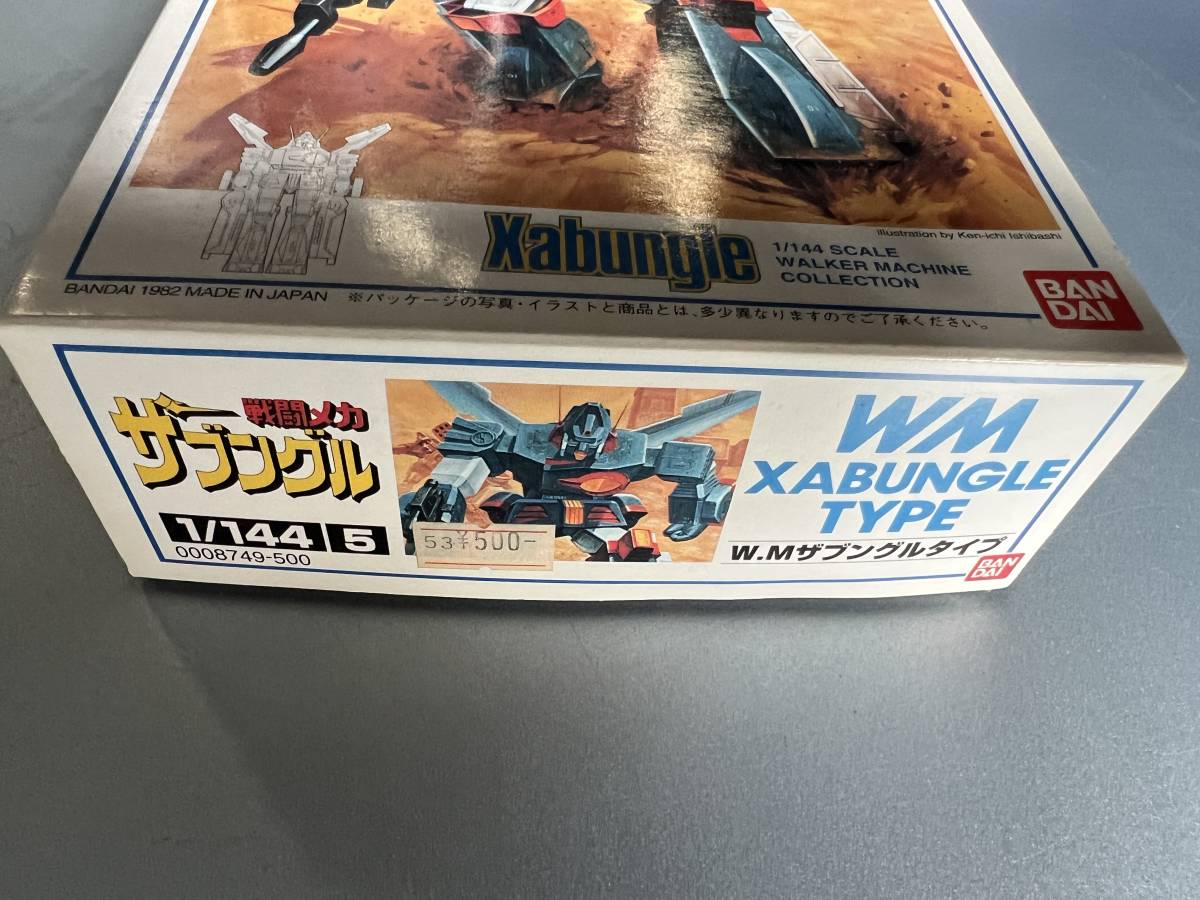 illustration by Ken-ichi Ishibashi
Xabungle
1/144 SCALE
WALKER MACHINE
COLLECTION
BANDAI 1982 MADE IN JAPAN
※パッケージの写真・イラストと商品とは、多少異なりますのでご了承ください。
BAN
DAI
戦闘メカ
ザブングル
1/144 5
0008749-500
53 ¥500-
WM
XABUNGLE
TYPE
W.Mザブングルタイプ
BAN
DAI